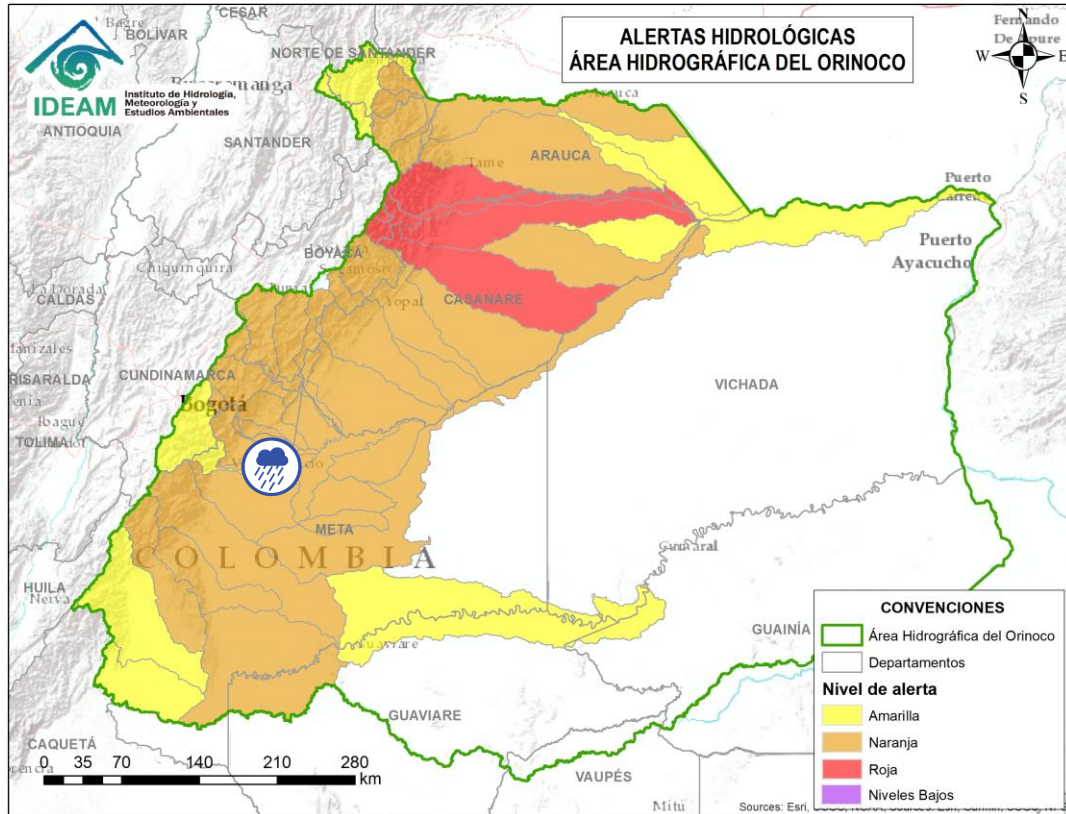 CESAR
BOLÍVAR
NORTE DE SANTANDER
ALERTAS HIDROLÓGICAS
ÁREA HIDROGRÁFICA DEL ORINOCO
Fernando
N
W
E
S
IDEAM
Instituto de Hidrología,
Meteorología y
Estudios Ambientales
ANTIOQUIA
SANTANDER
ARAUCA
Tame
Puerto
Puerto
Ayacucho
BOYACÁ
Chiquinquira
La Dorada
CALDAS
Yopal
CASANARE
RISARALDA
CUNDINAMARCA
VICHADA
Bogotá
Ibague
TOLIMA
META
COLOMBIA
HUILA
Neiva
GUAINÍA
GUAVIARE
CAQUETÁ
VAUPÉS
Mitú
0 35 70 140 210 280
km
CONVENCIONES
Área Hidrográfica del Orinoco
Departamentos
Nivel de alerta
Amarilla
Naranja
Roja
Niveles Bajos